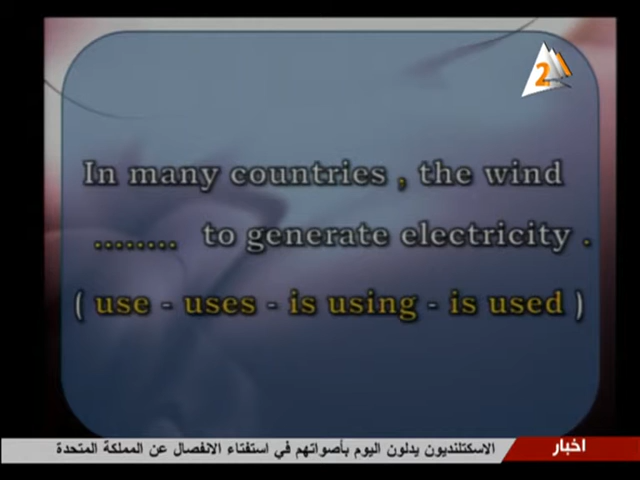 2
In many countries , the wind
........ to generate electricity .
( use - uses - is using - is used )
اخبار
الاسكتلنديون يدلون اليوم بأصواتهم في استفتاء الانفصال عن المملكة المتحدة